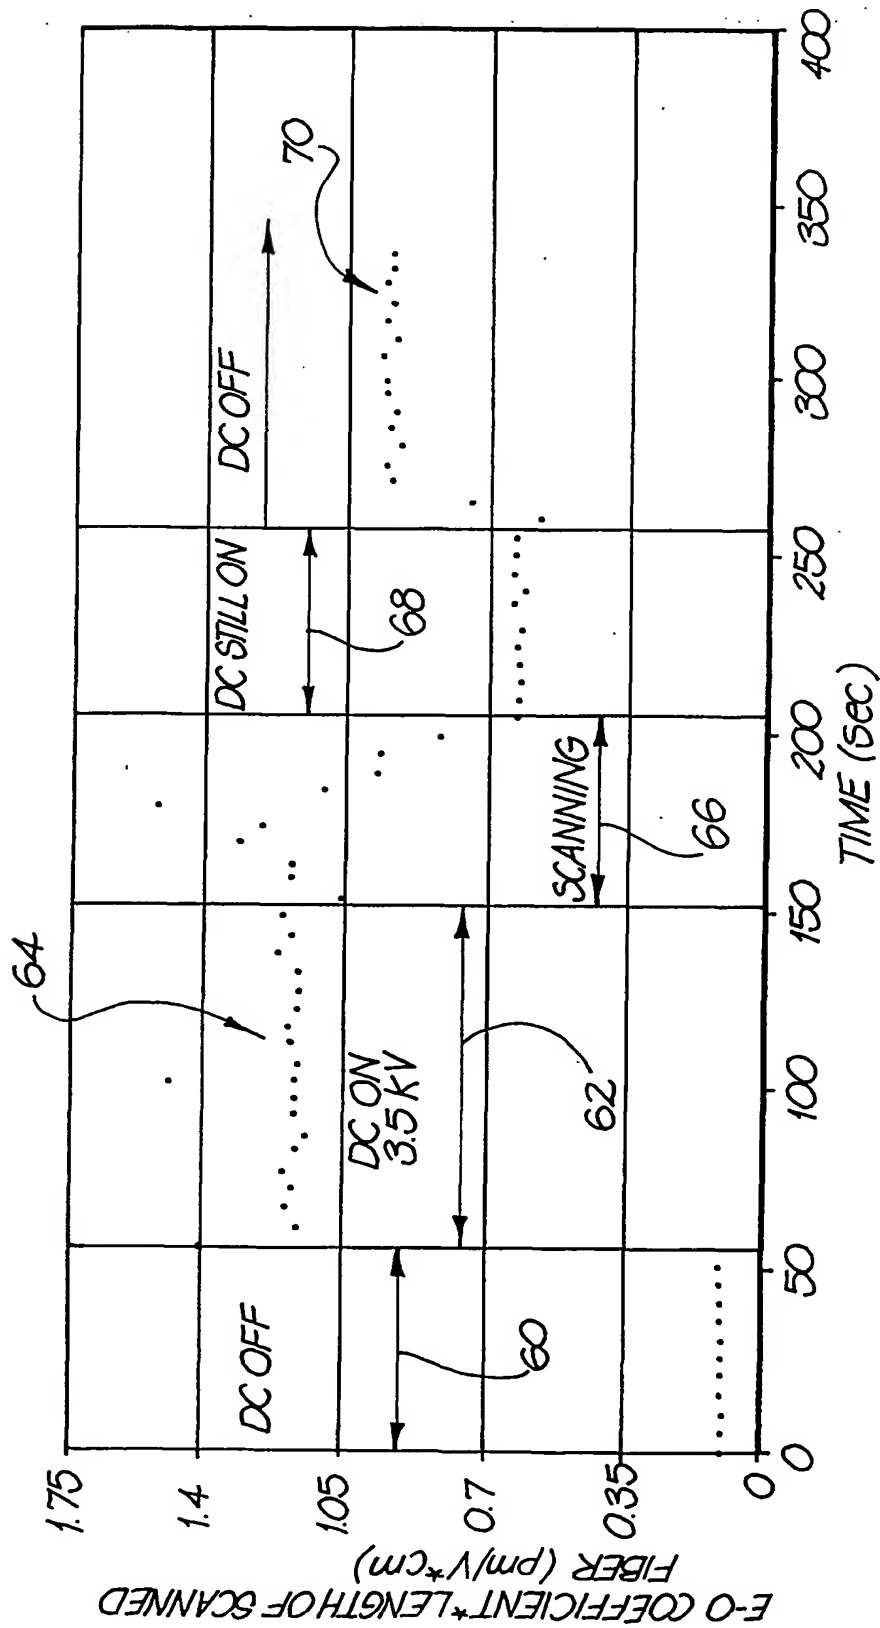 E-O COEFFICIENT*LENGTH OF SCANNED
FIBER (pm/V*cm)
1.75
1.4
1.05
0.7
0.35
0
DC OFF
60
64
DC ON
3.5 KV
62
SCANNING
66
DC STILL ON
68
DC OFF
70
0
50
100
150
200
250
300
350
400
TIME (sec)